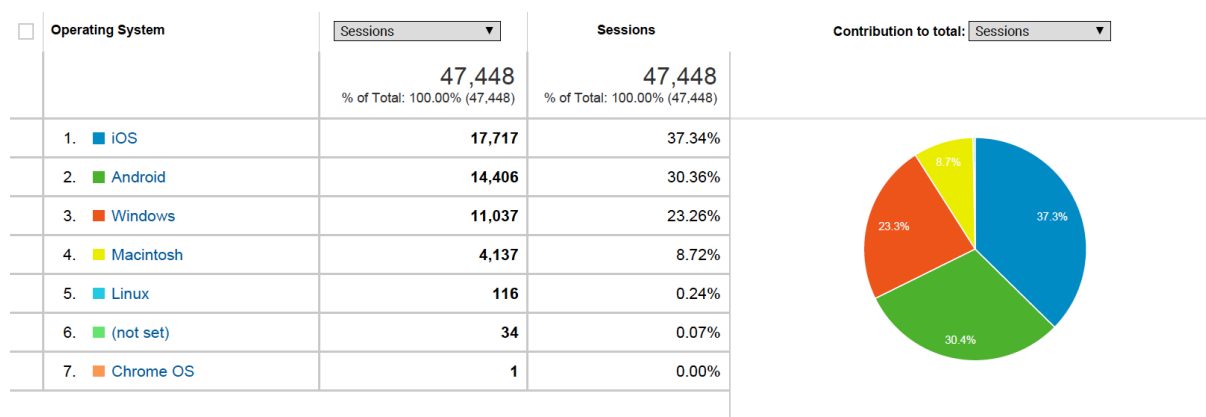 Operating System Sessions ▼ Sessions Contribution to total: Sessions ▼
47,448 47,448
% of Total: 100.00% (47,448) % of Total: 100.00% (47,448)
1. iOS 17,717 37.34%
2. Android 14,406 30.36%
3. Windows 11,037 23.26%
4. Macintosh 4,137 8.72%
5. Linux 116 0.24%
6. (not set) 34 0.07%
7. Chrome OS 1 0.00%
8.7%
37.3%
23.3%
30.4%